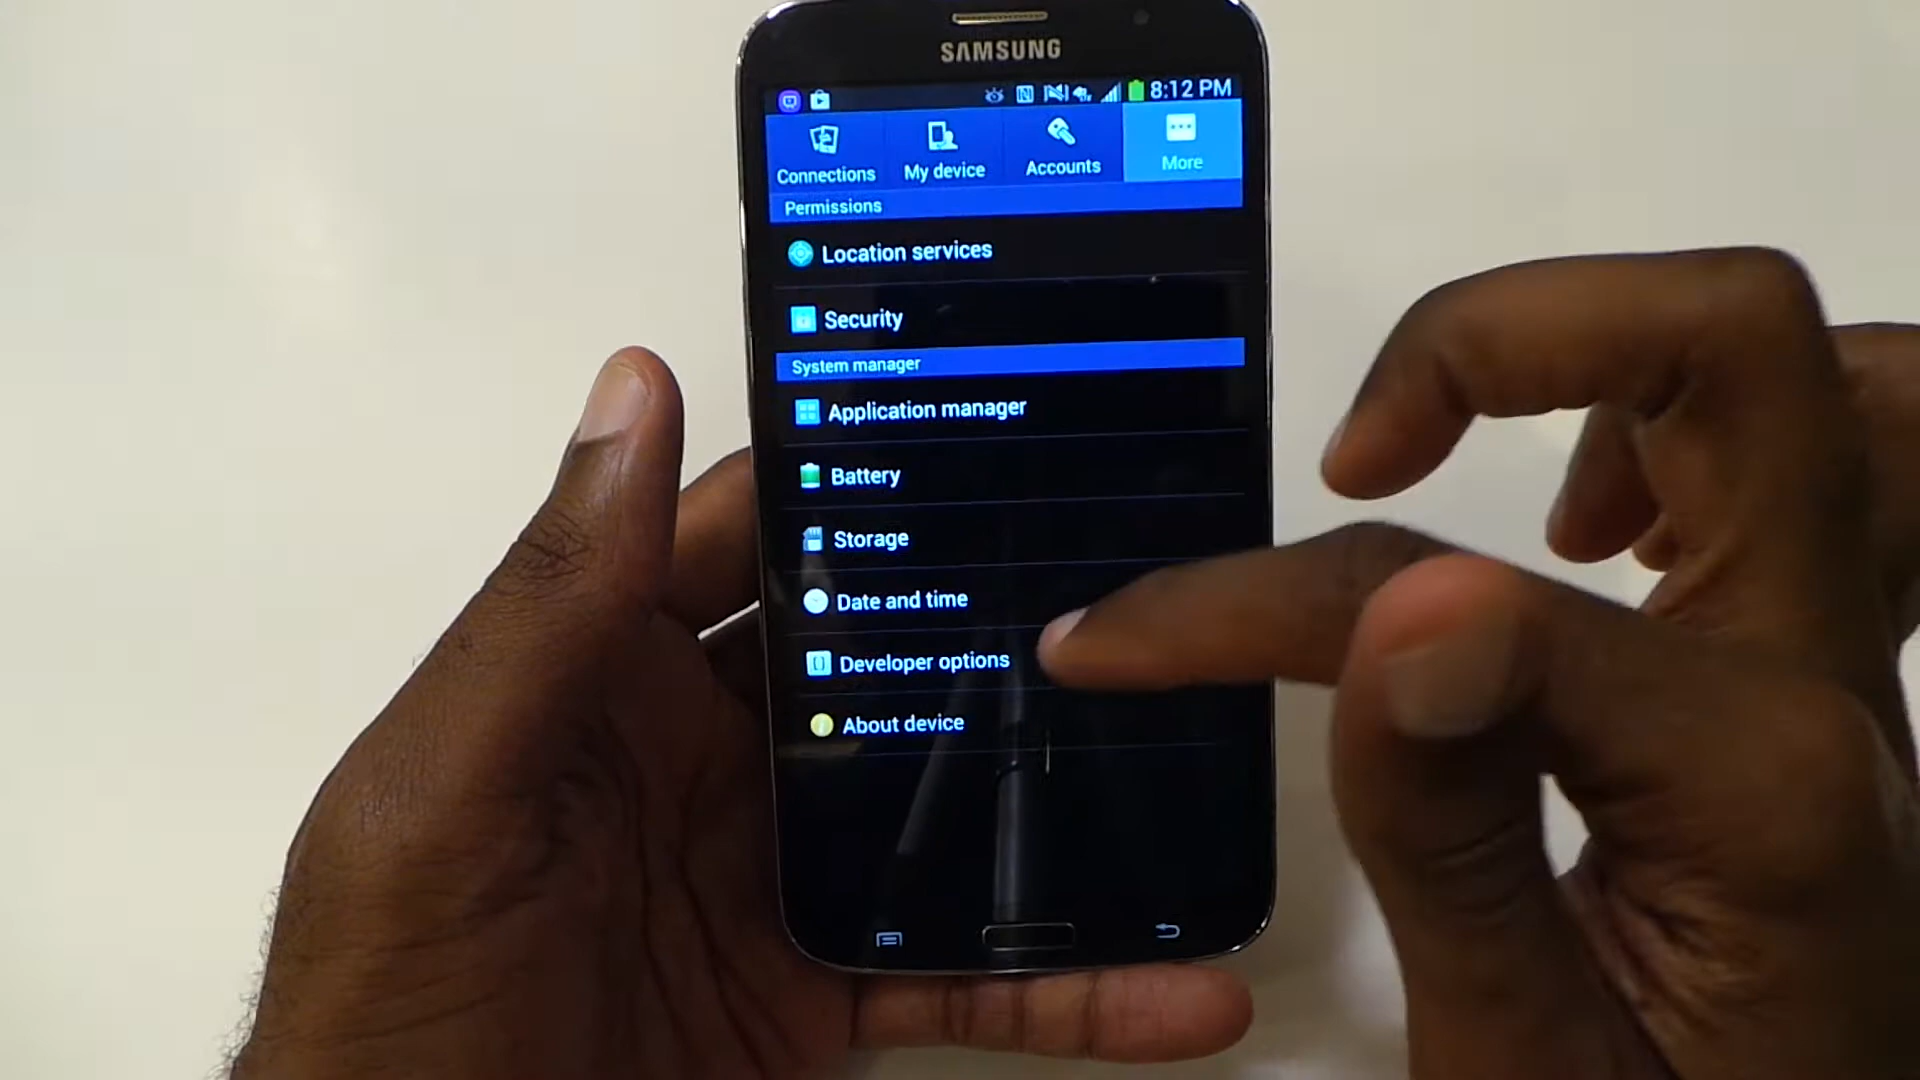 SAMSUNG
8:12 PM
Connections
My device
Accounts
More
Permissions
Location services
Security
System manager
Application manager
Battery
Storage
Date and time
Developer options
About device